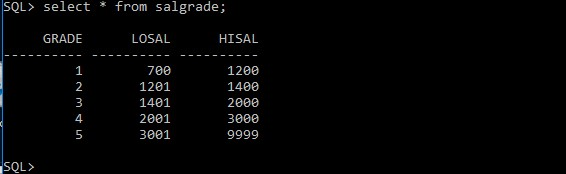 SQL> select * from salgrade;
GRADE LOSAL HISAL
---------- ---------- ----------
1 700 1200
2 1201 1400
3 1401 2000
4 2001 3000
5 3001 9999
SQL>